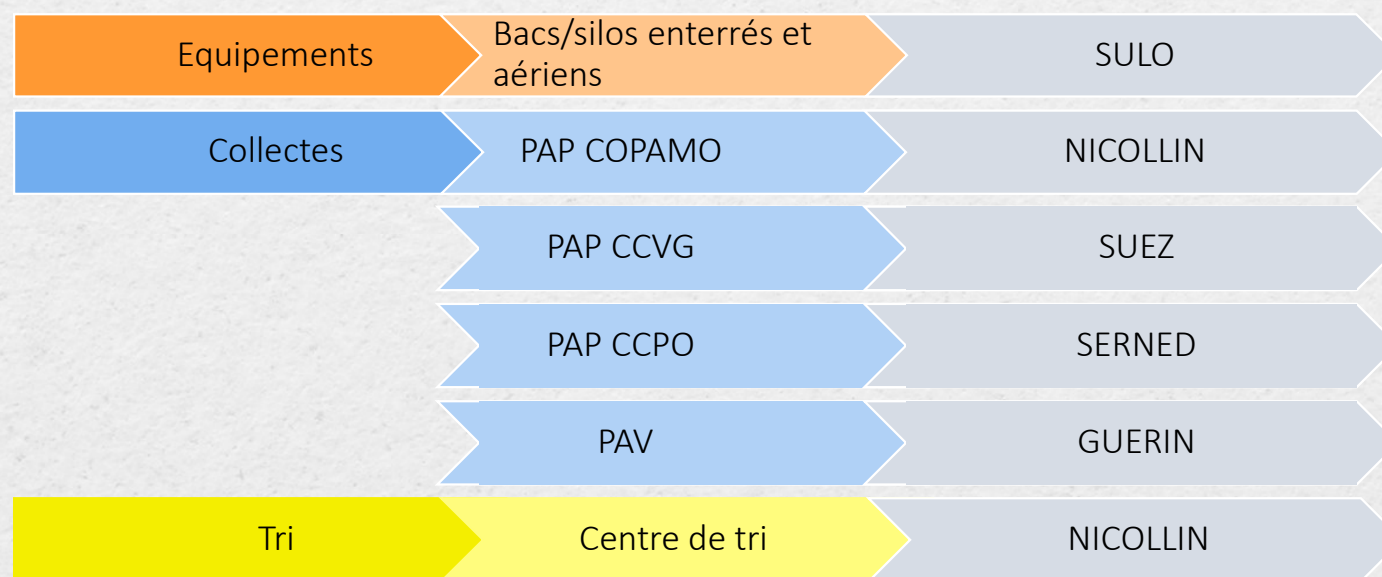 Equipements
Bacs/silos enterrés et
aériens
SULO
Collectes
PAP COPAMO
NICOLLIN
PAP CCVG
SUEZ
PAP CCPO
SERNED
PAV
GUERIN
Tri
Centre de tri
NICOLLIN